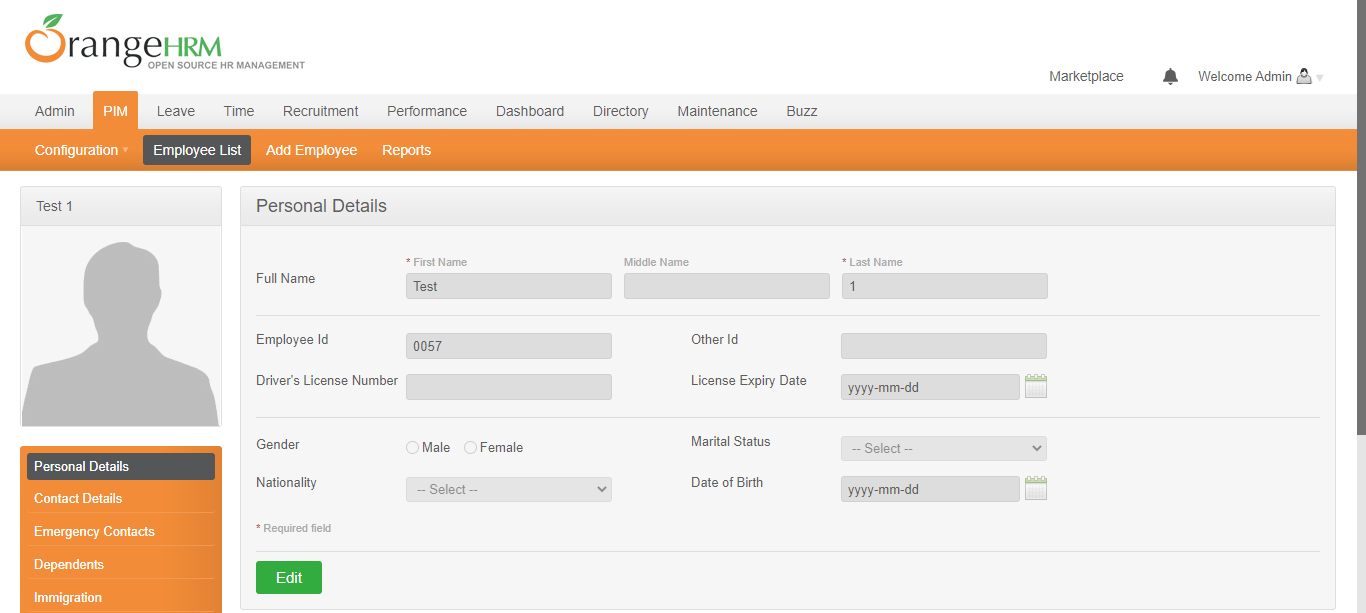 OrangeHRM
OPEN SOURCE HR MANAGEMENT
Marketplace Welcome Admin
Admin PIM Leave Time Recruitment Performance Dashboard Directory Maintenance Buzz
Configuration Employee List Add Employee Reports
Test 1
Personal Details
Contact Details
Emergency Contacts
Dependents
Immigration
Personal Details
* First Name Middle Name * Last Name
Full Name Test 1
Employee Id 0057 Other Id
Driver's License Number License Expiry Date yyyy-mm-dd
Gender Male Female Marital Status -- Select --
Nationality -- Select -- Date of Birth yyyy-mm-dd
* Required field
Edit